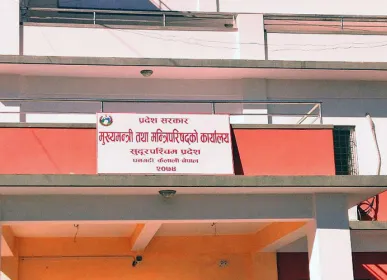 प्रदेश सरकार
मुख्यमन्त्री तथा मन्त्रिपरिषद्को कार्यालय
सुदूरपश्चिम प्रदेश
धनगढी, कैलाली नेपाल
२०७४